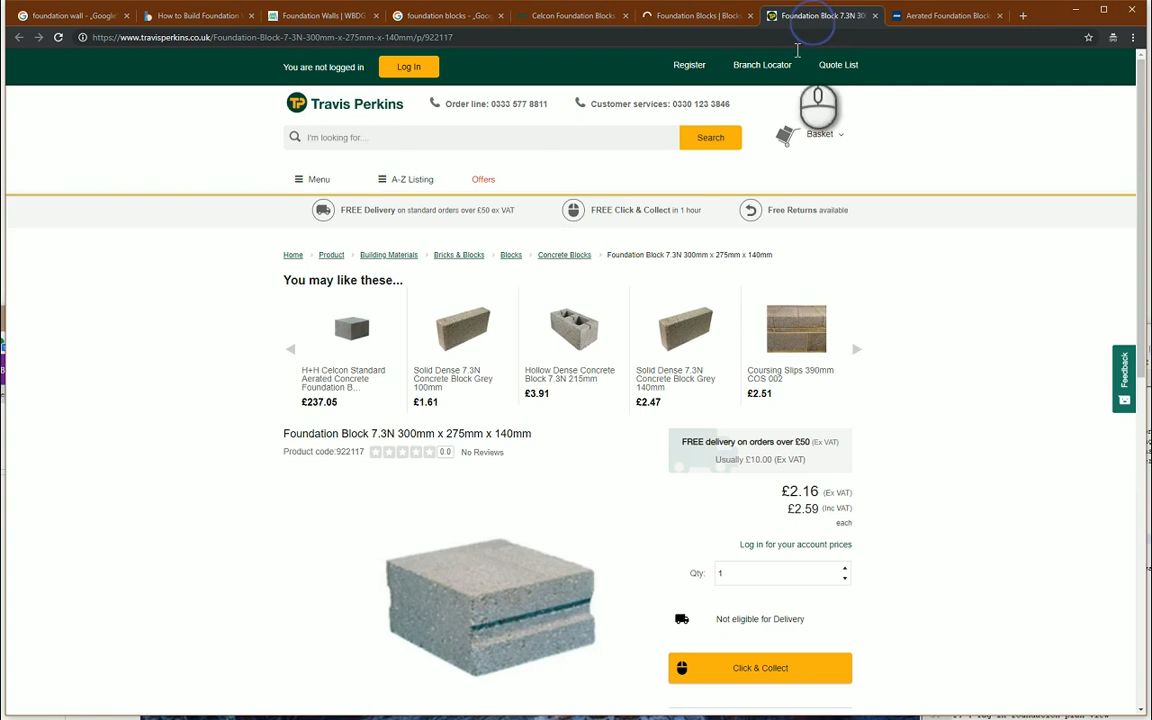 foundation wall - Goog
How to Build Foundation
Foundation Walls | WBDG
foundation blocks - Goo
Celcon Foundation Blocks
Foundation Blocks | Block
Foundation Block 7.3N 30
Aerated Foundation Block
https://www.travisperkins.co.uk/Foundation-Block-7-3N-300mm-x-275mm-x-140mm/p/922117
You are not logged in
Log In
Register
Branch Locator
Quote List
TP Travis Perkins
Order line: 0333 577 8811
Customer services: 0330 123 3846
I'm looking for....
Search
Basket
Menu
A-Z Listing
Offers
FREE Delivery on standard orders over £50 ex VAT
FREE Click & Collect in 1 hour
Free Returns available
Home
Product
Building Materials
Bricks & Blocks
Blocks
Concrete Blocks
Foundation Block 7.3N 300mm x 275mm x 140mm
You may like these...
H+H Celcon Standard
Aerated Concrete
Foundation B...
£237.05
Solid Dense 7.3N
Concrete Block Grey
100mm
£1.61
Hollow Dense Concrete
Block 7.3N 215mm
£3.91
Solid Dense 7.3N
Concrete Block Grey
140mm
£2.47
Coursing Slips 390mm
COS 002
£2.51
Feedback
Foundation Block 7.3N 300mm x 275mm x 140mm
Product code:922117
0.0
No Reviews
FREE delivery on orders over £50 (Ex VAT)
Usually £10.00 (Ex VAT)
£2.16 (Ex VAT)
£2.59 (Inc VAT)
each
Log in for your account prices
Qty:
1
Not eligible for Delivery
Click & Collect